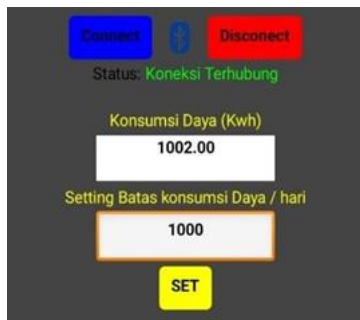 Connect Disconect
Status: Koneksi Terhubung
Konsumsi Daya (Kwh)
1002.00
Setting Batas konsumsi Daya / hari
1000
SET